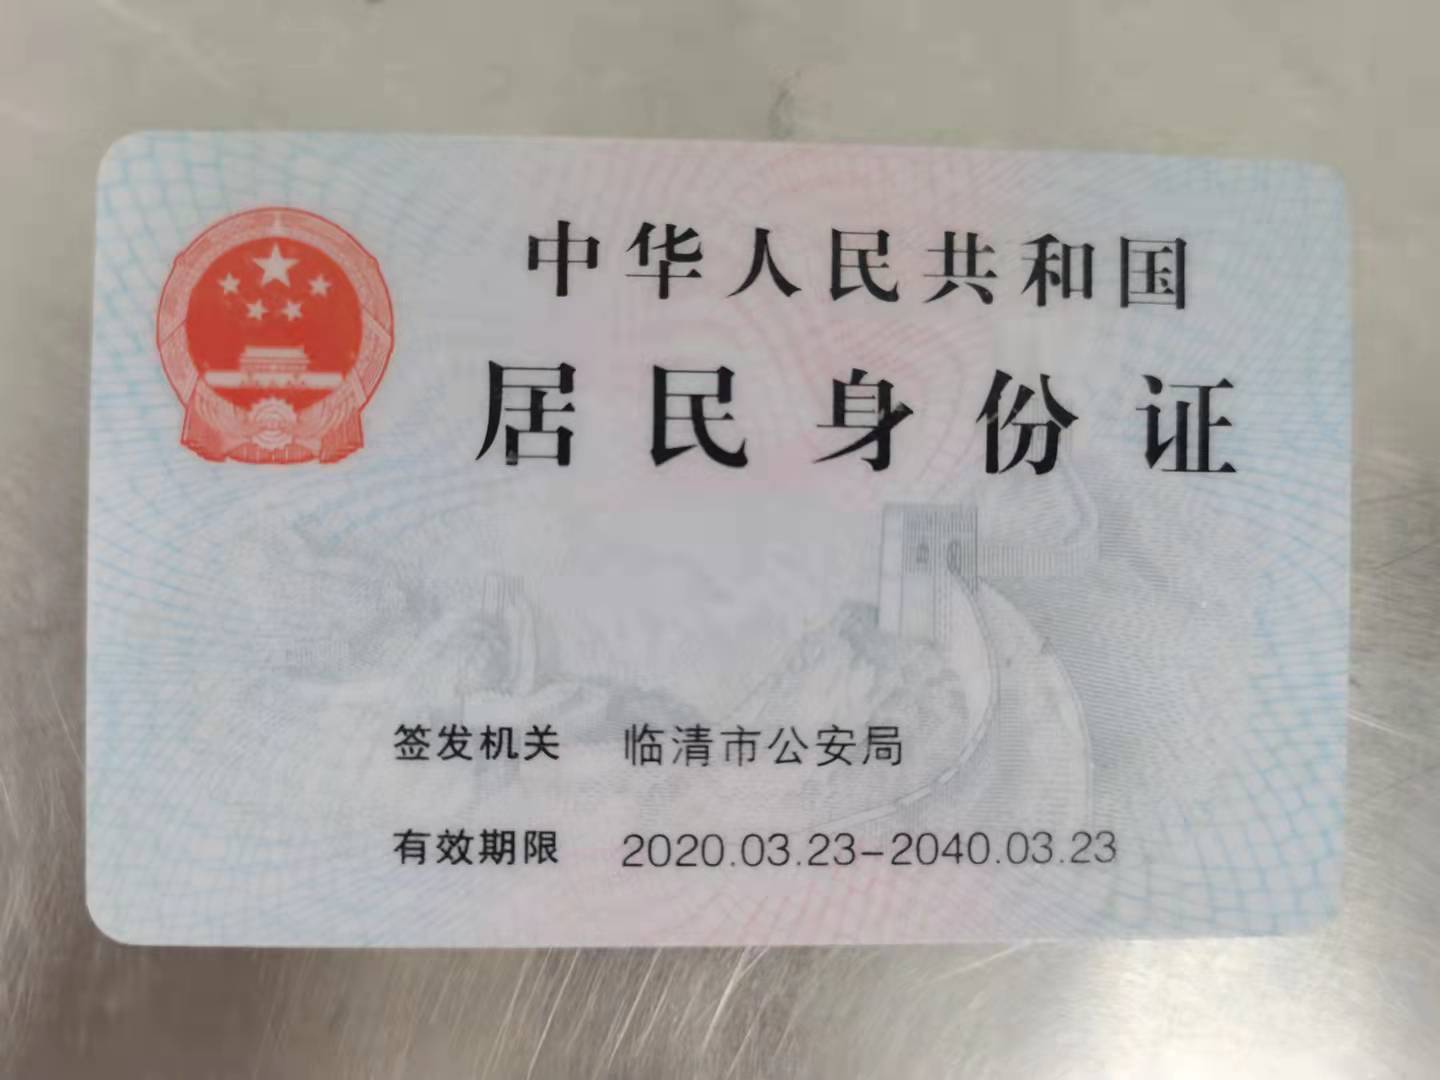 中华人民共和国
居民身份证
签发机关 临清市公安局
有效期限 2020.03.23-2040.03.23